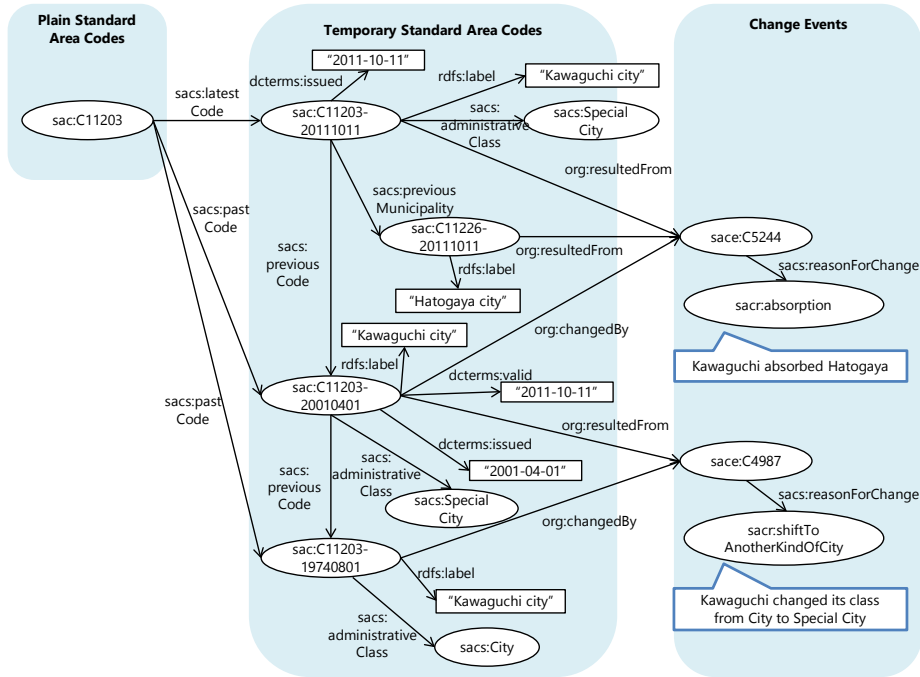 Plain Standard
Area Codes
Temporary Standard Area Codes
Change Events
"2011-10-11"
dcterms:issued
rdfs:label
"Kawaguchi city"
sacs:latest
Code
sac:C11203
sac:C11203-
20111011
sacs:
administrative
Class
sacs:Special
City
org:resultedFrom
sacs:past
Code
sacs:previous
Municipality
sac:C11226-
20111011
org:resultedFrom
sace:C5244
sacs:
previous
Code
rdfs:label
sacs:reasonForChange
"Hatogaya city"
sacr:absorption
"Kawaguchi city"
org:changedBy
rdfs:label
Kawaguchi absorbed Hatogaya
dcterms:valid
sac:C11203-
20010401
"2011-10-11"
sacs:past
Code
org:resultedFrom
dcterms:issued
sacs:
administrative
Class
"2001-04-01"
sace:C4987
sacs:
previous
Code
sacs:reasonForChange
sacs:Special
City
org:changedBy
sacr:shiftTo
AnotherKindOfCity
sac:C11203-
19740801
rdfs:label
"Kawaguchi city"
Kawaguchi changed its class
from City to Special City
sacs:
administrative
Class
sacs:City